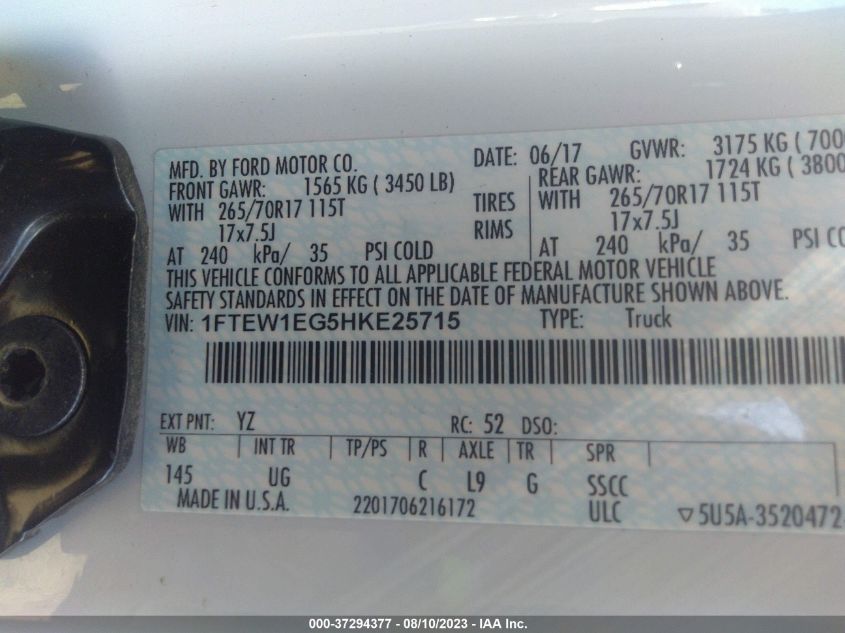 MFD. BY FORD MOTOR CO. DATE: 06/17 GVWR: 3175 KG ( 7000
FRONT GAWR: 1565 KG ( 3450 LB) REAR GAWR: 1724 KG ( 3800
WITH 265/70R17 115T TIRES WITH 265/70R17 115T
17x7.5J RIMS 17x7.5J
AT 240 kPa/ 35 PSI COLD AT 240 kPa/ 35 PSI CO
THIS VEHICLE CONFORMS TO ALL APPLICABLE FEDERAL MOTOR VEHICLE
SAFETY STANDARDS IN EFFECT ON THE DATE OF MANUFACTURE SHOWN ABOVE.
VIN: 1FTEW1EG5HKE25715 TYPE: Truck
EXT PNT: YZ RC: 52 DSO:
WB INT TR TP/PS R AXLE TR SPR
145 UG C L9 G SSCC
MADE IN U.S.A. 2201706216172 ULC ▽5U5A-3520472-
000-37294377 - 08/10/2023 - IAA Inc.